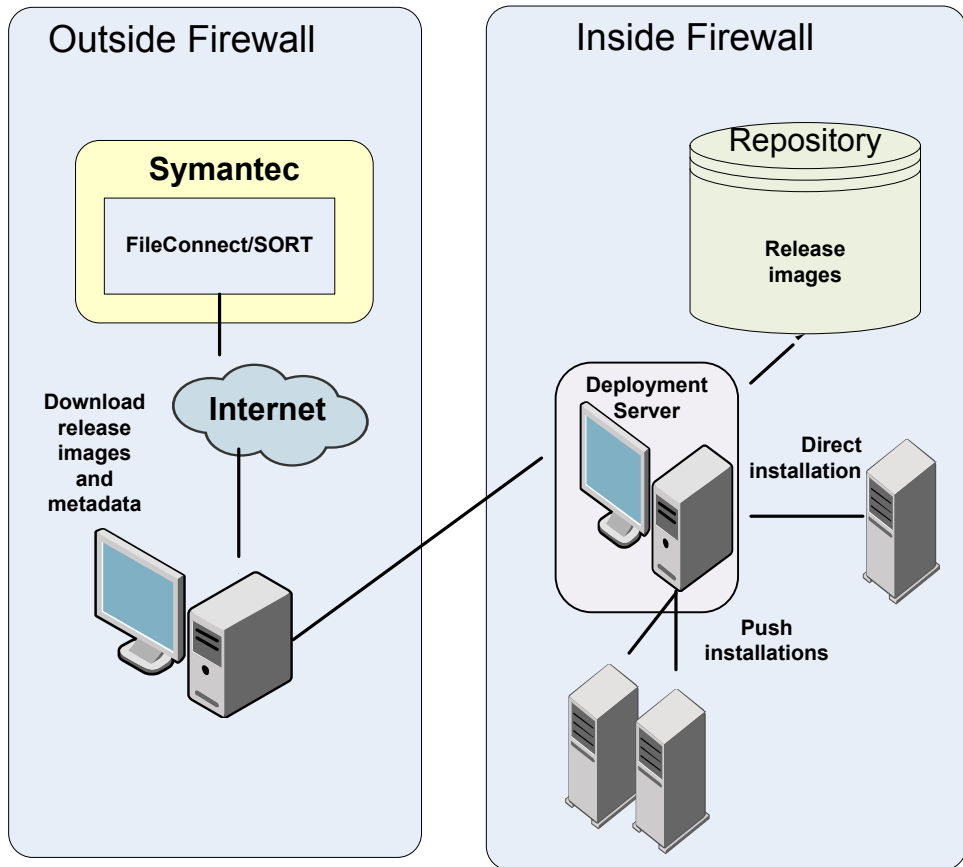 Outside Firewall
Symantec
FileConnect/SORT
Internet
Download
release
images
and
metadata
Inside Firewall
Repository
Release
images
Deployment
Server
Direct
installation
Push
installations